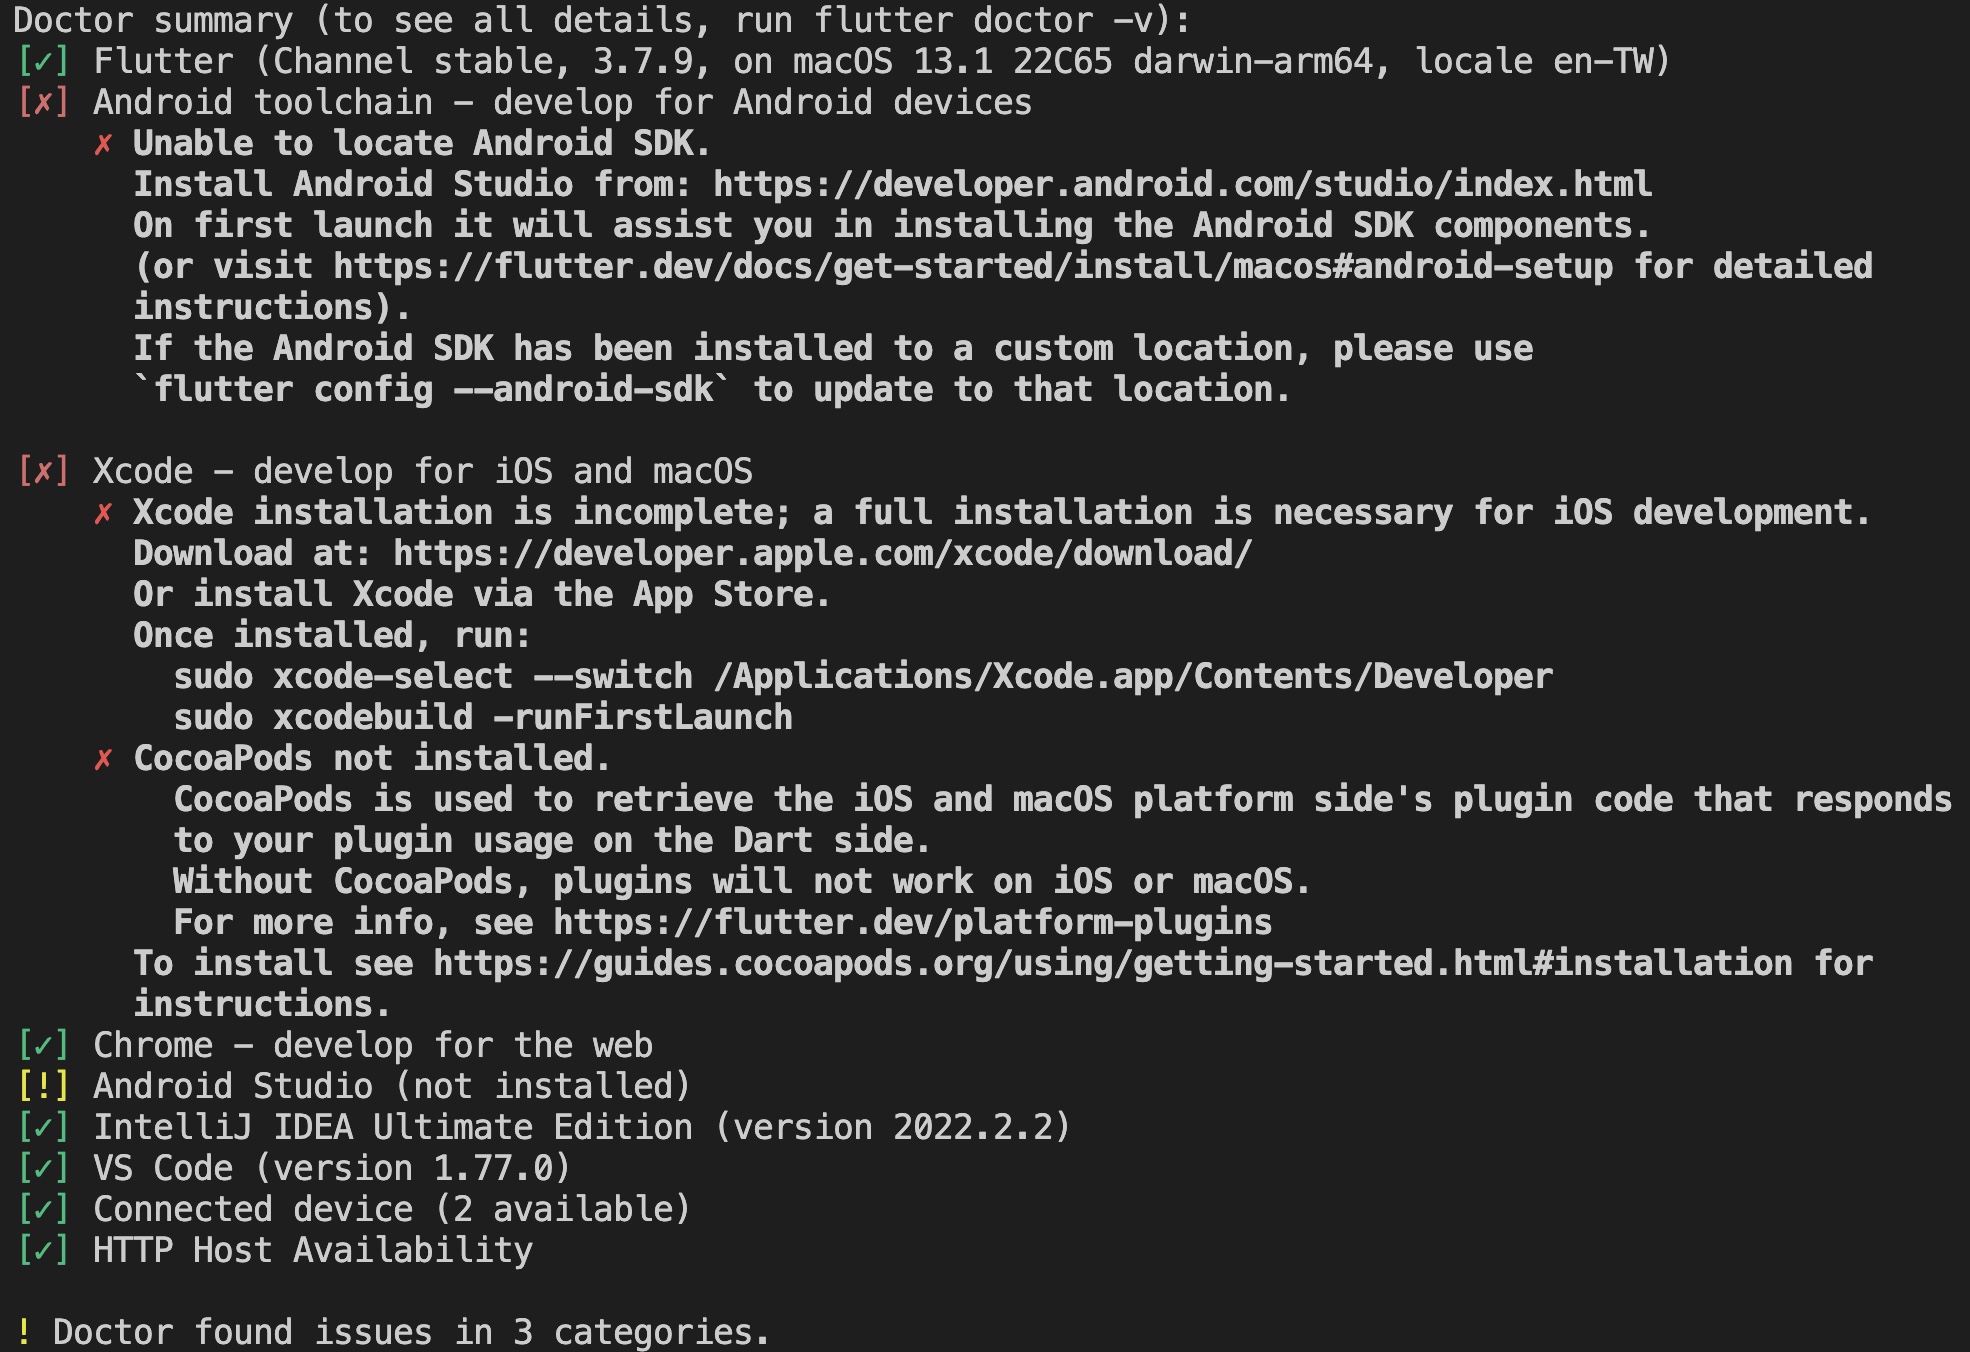 Doctor summary (to see all details, run flutter doctor -v):
[✓] Flutter (Channel stable, 3.7.9, on macOS 13.1 22C65 darwin-arm64, locale en-TW)
[✗] Android toolchain - develop for Android devices
    ✗ Unable to locate Android SDK.
      Install Android Studio from: https://developer.android.com/studio/index.html
      On first launch it will assist you in installing the Android SDK components.
      (or visit https://flutter.dev/docs/get-started/install/macos#android-setup for detailed
      instructions).
      If the Android SDK has been installed to a custom location, please use
      `flutter config --android-sdk` to update to that location.

[✗] Xcode - develop for iOS and macOS
    ✗ Xcode installation is incomplete; a full installation is necessary for iOS development.
      Download at: https://developer.apple.com/xcode/download/
      Or install Xcode via the App Store.
      Once installed, run:
        sudo xcode-select --switch /Applications/Xcode.app/Contents/Developer
        sudo xcodebuild -runFirstLaunch
    ✗ CocoaPods not installed.
        CocoaPods is used to retrieve the iOS and macOS platform side's plugin code that responds
        to your plugin usage on the Dart side.
        Without CocoaPods, plugins will not work on iOS or macOS.
        For more info, see https://flutter.dev/platform-plugins
      To install see https://guides.cocoapods.org/using/getting-started.html#installation for
      instructions.
[✓] Chrome - develop for the web
[!] Android Studio (not installed)
[✓] IntelliJ IDEA Ultimate Edition (version 2022.2.2)
[✓] VS Code (version 1.77.0)
[✓] Connected device (2 available)
[✓] HTTP Host Availability

! Doctor found issues in 3 categories.